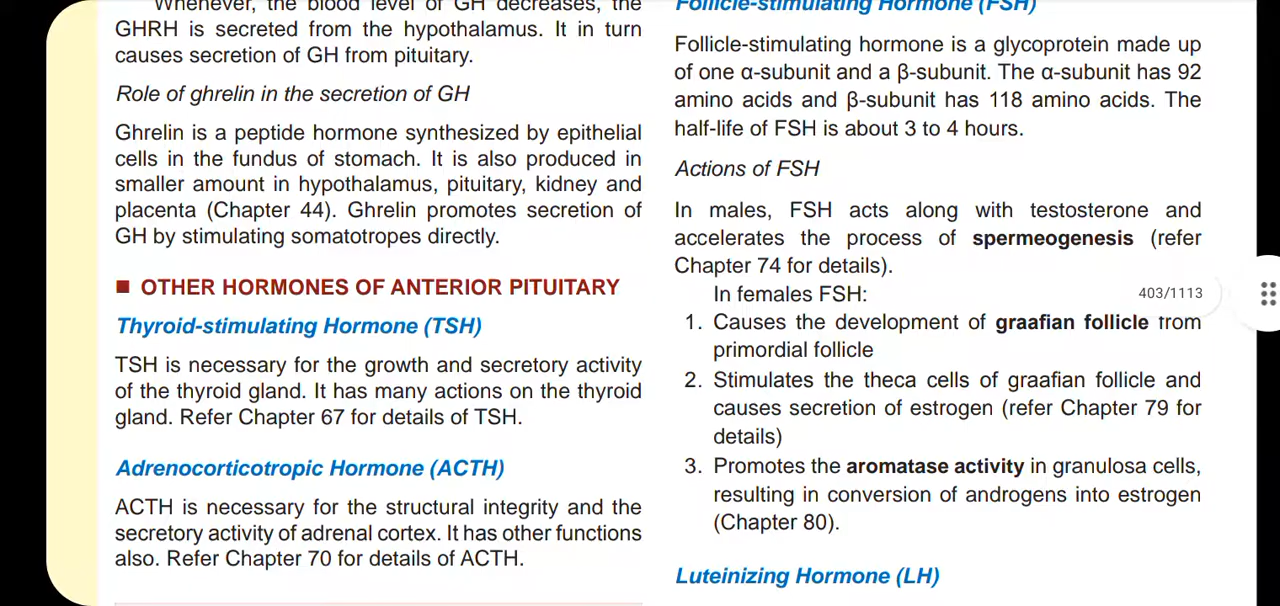 Whenever, the blood level of GH decreases, the
GHRH is secreted from the hypothalamus. It in turn
causes secretion of GH from pituitary.
Role of ghrelin in the secretion of GH
Ghrelin is a peptide hormone synthesized by epithelial
cells in the fundus of stomach. It is also produced in
smaller amount in hypothalamus, pituitary, kidney and
placenta (Chapter 44). Ghrelin promotes secretion of
GH by stimulating somatotropes directly.
■ OTHER HORMONES OF ANTERIOR PITUITARY
Thyroid-stimulating Hormone (TSH)
TSH is necessary for the growth and secretory activity
of the thyroid gland. It has many actions on the thyroid
gland. Refer Chapter 67 for details of TSH.
Adrenocorticotropic Hormone (ACTH)
ACTH is necessary for the structural integrity and the
secretory activity of adrenal cortex. It has other functions
also. Refer Chapter 70 for details of ACTH.
Follicle-stimulating Hormone (FSH)
Follicle-stimulating hormone is a glycoprotein made up
of one α-subunit and a β-subunit. The α-subunit has 92
amino acids and β-subunit has 118 amino acids. The
half-life of FSH is about 3 to 4 hours.
Actions of FSH
In males, FSH acts along with testosterone and
accelerates the process of spermeogenesis (refer
Chapter 74 for details).
In females FSH:
403/1113
1. Causes the development of graafian follicle from
primordial follicle
2. Stimulates the theca cells of graafian follicle and
causes secretion of estrogen (refer Chapter 79 for
details)
3. Promotes the aromatase activity in granulosa cells,
resulting in conversion of androgens into estrogen
(Chapter 80).
Luteinizing Hormone (LH)